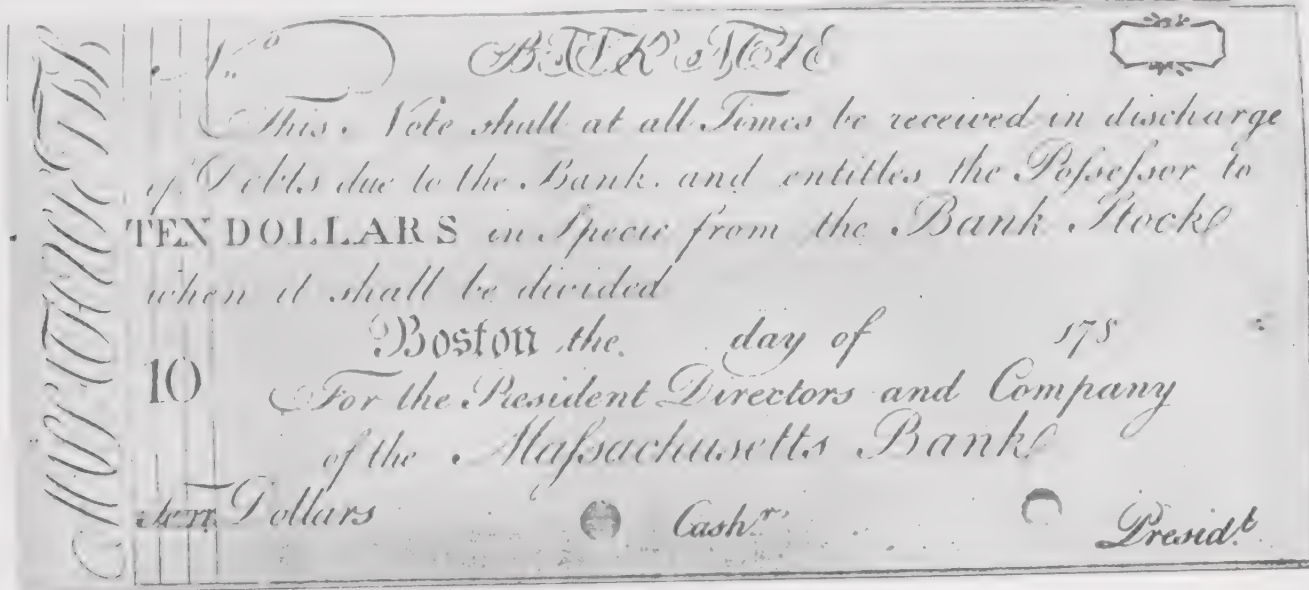 N.o BANK NOTE
This Note shall at all Times be received in discharge
of Debts due to the Bank. and entitles the Poſseſsor to
TEN DOLLARS in Specie from the Bank Stock
when it shall be divided
Boston the day of 178
10 For the President Directors and Company
of the Maſsachusetts Bank
Ten Dollars Cash.r Presid.t